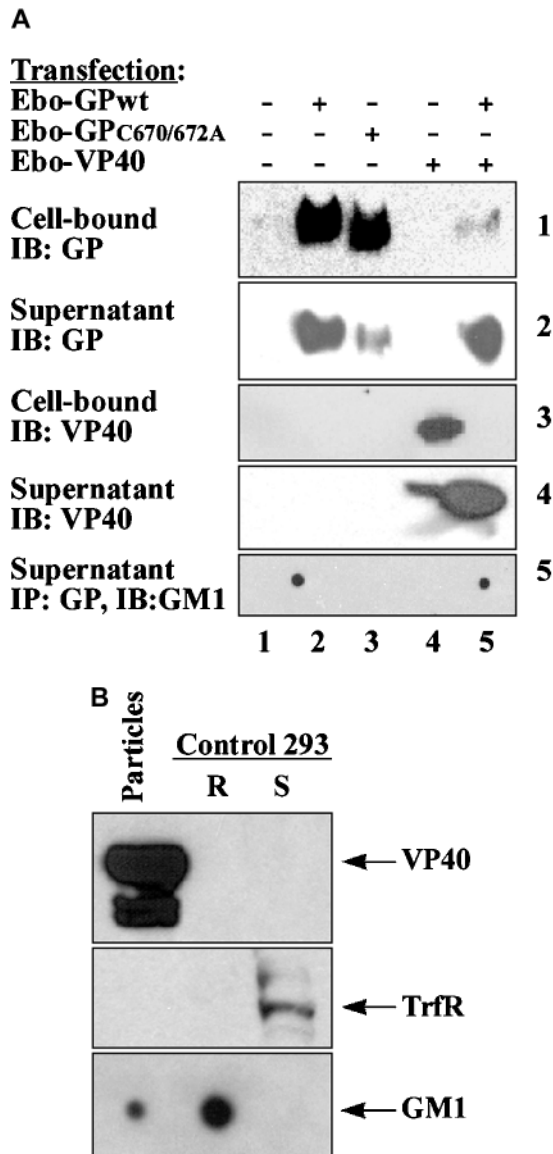 A
Transfection:
Ebo-GPwt - + - - +
Ebo-GPC670/672A - - + - -
Ebo-VP40 - - - + +
Cell-bound
IB: GP
1
Supernatant
IB: GP
2
Cell-bound
IB: VP40
3
Supernatant
IB: VP40
4
Supernatant
IP: GP, IB:GM1
5
1 2 3 4 5
B
Particles
Control 293
R S
VP40
TrfR
GM1